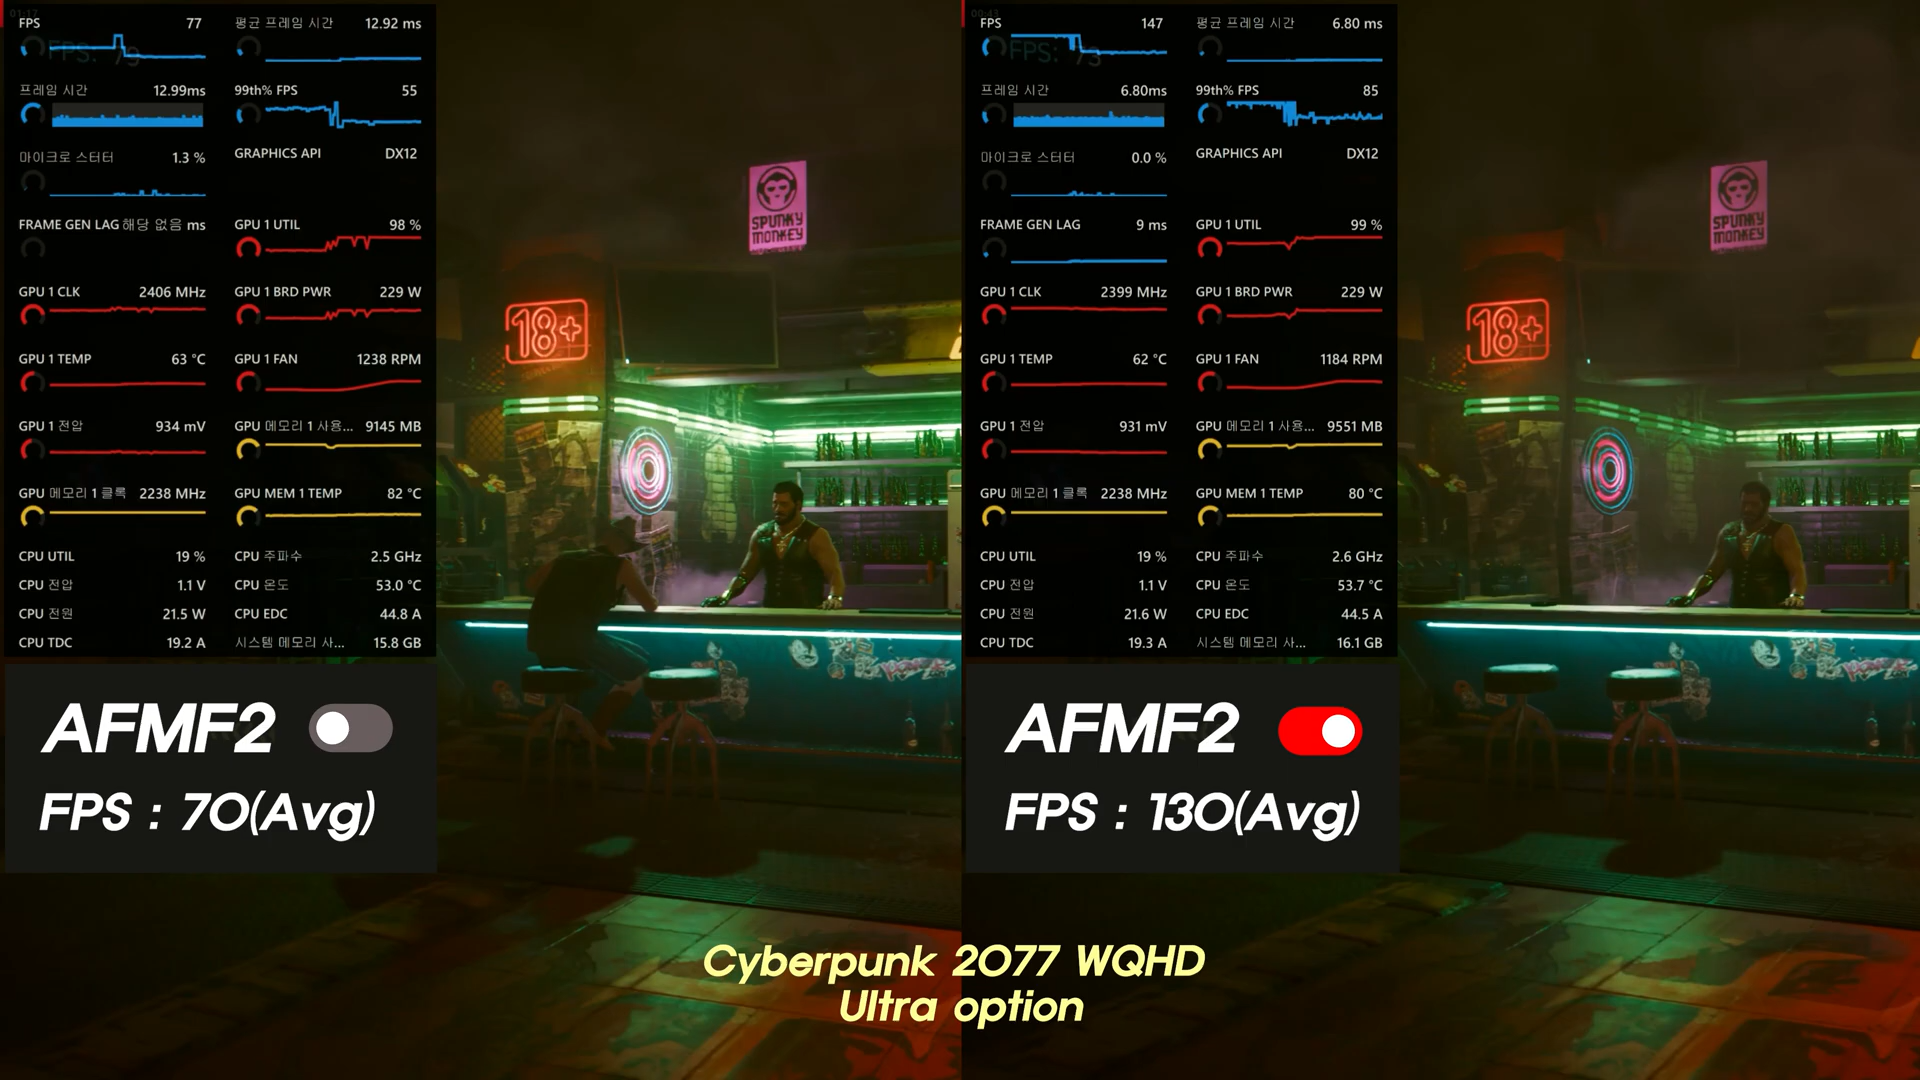 FPS 77 평균 프레임 시간 12.92 ms
FPS: 79
프레임 시간 12.99ms 99th% FPS 55
마이크로 스터터 1.3 % GRAPHICS API DX12
FRAME GEN LAG 해당 없음 ms GPU 1 UTIL 98 %
GPU 1 CLK 2406 MHz GPU 1 BRD PWR 229 W
GPU 1 TEMP 63 °C GPU 1 FAN 1238 RPM
GPU 1 전압 934 mV GPU 메모리 1 사용... 9145 MB
GPU 메모리 1 클록 2238 MHz GPU MEM 1 TEMP 82 °C
CPU UTIL 19 % CPU 주파수 2.5 GHz
CPU 전압 1.1 V CPU 온도 53.0 °C
CPU 전원 21.5 W CPU EDC 44.8 A
CPU TDC 19.2 A 시스템 메모리 사... 15.8 GB
AFMF2
FPS : 70(Avg)
SPUNKY
MONKEY
18+
FPS 147 평균 프레임 시간 6.80 ms
FPS: 73
프레임 시간 6.80ms 99th% FPS 85
마이크로 스터터 0.0 % GRAPHICS API DX12
FRAME GEN LAG 9 ms GPU 1 UTIL 99 %
GPU 1 CLK 2399 MHz GPU 1 BRD PWR 229 W
GPU 1 TEMP 62 °C GPU 1 FAN 1184 RPM
GPU 1 전압 931 mV GPU 메모리 1 사용... 9551 MB
GPU 메모리 1 클록 2238 MHz GPU MEM 1 TEMP 80 °C
CPU UTIL 19 % CPU 주파수 2.6 GHz
CPU 전압 1.1 V CPU 온도 53.7 °C
CPU 전원 21.6 W CPU EDC 44.5 A
CPU TDC 19.3 A 시스템 메모리 사... 16.1 GB
AFMF2
FPS : 130(Avg)
SPUNKY
MONKEY
18+
Cyberpunk 2077 WQHD
Ultra option